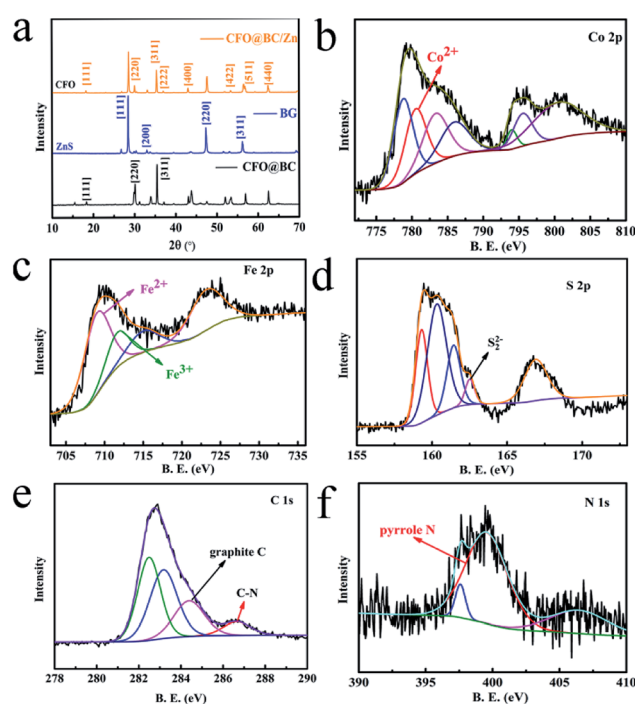 a
CFO@BC/Zn
CFO
[111]
[220]
[311]
[222]
[400]
[422]
[511]
[440]
BG
ZnS
[111]
[200]
[220]
[311]
CFO@BC
[111]
[220]
[311]
Intensity
10 20 30 40 50 60 70
2θ (°)
b
Co 2p
Co2+
Intensity
775 780 785 790 795 800 805 810
B. E. (eV)
c
Fe 2p
Fe2+
Fe3+
Intensity
705 710 715 720 725 730 735
B. E. (eV)
d
S 2p
S2 2-
Intensity
155 160 165 170
B. E. (eV)
e
C 1s
graphite C
C-N
Intensity
278 280 282 284 286 288 290
B. E. (eV)
f
N 1s
pyrrole N
Intensity
390 395 400 405 410
B. E. (eV)